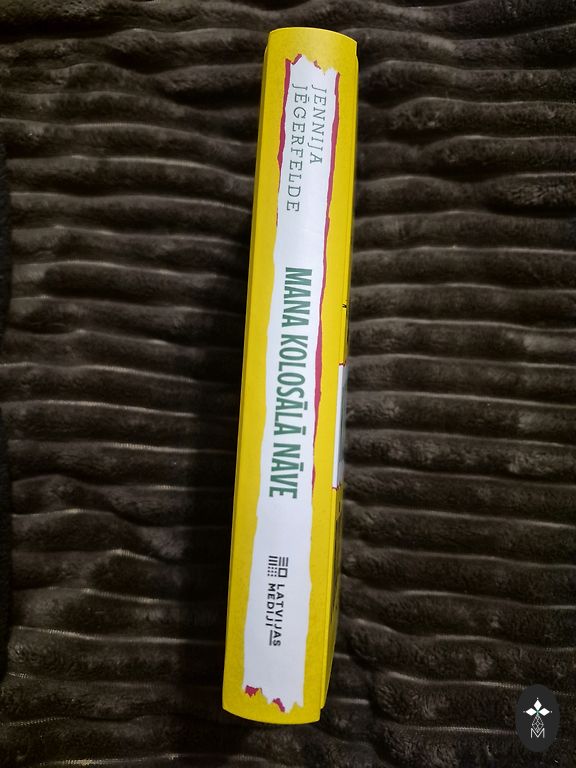 JENNIJA
JĒGERFELDE
MANA KOLOSĀLĀ NĀVE
LATVIJAS
MEDIJI
M